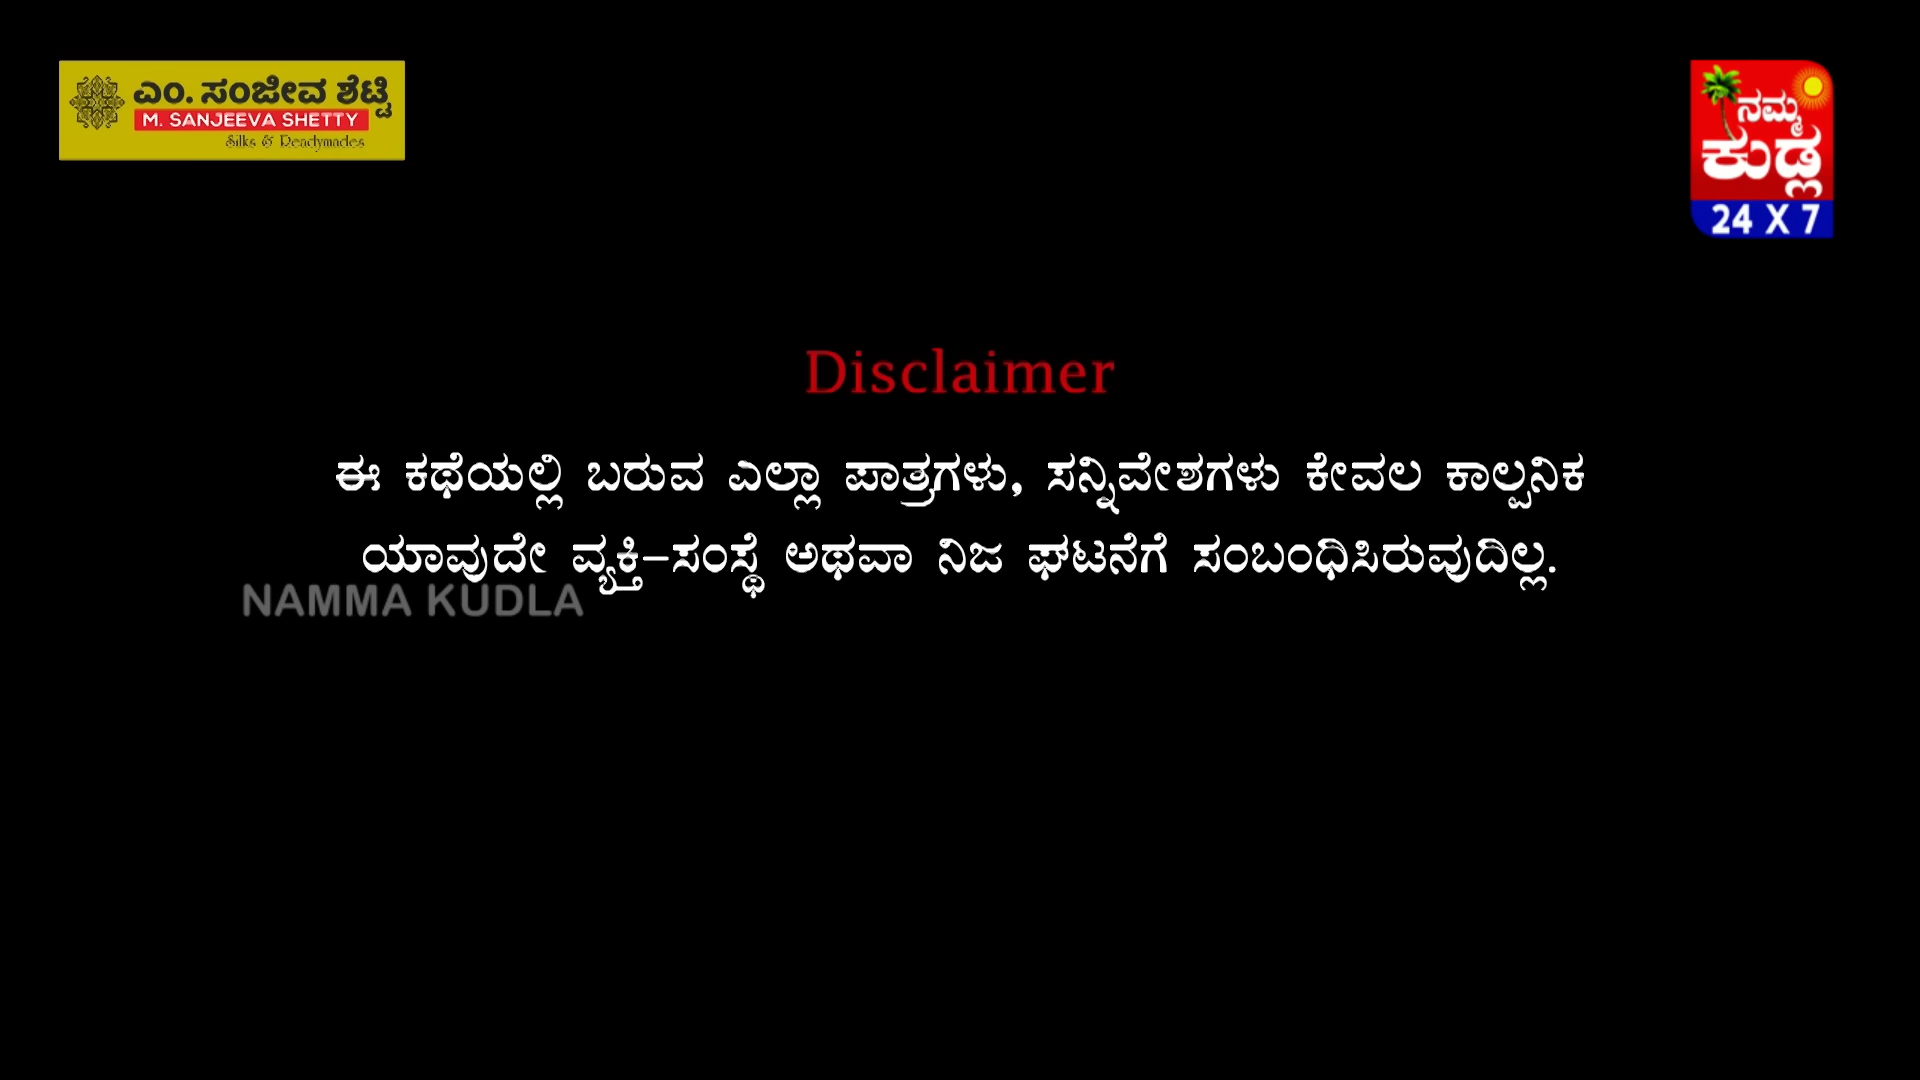 ಎಂ. ಸಂಜೀವ ಶೆಟ್ಟಿ
M. SANJEEVA SHETTY
Silks & Readymades
ನಮ್ಮ
ಕುಡ್ಲ
24 X 7
Disclaimer
ಈ ಕಥೆಯಲ್ಲಿ ಬರುವ ಎಲ್ಲಾ ಪಾತ್ರಗಳು, ಸನ್ನಿವೇಶಗಳು ಕೇವಲ ಕಾಲ್ಪನಿಕ
ಯಾವುದೇ ವ್ಯಕ್ತಿ-ಸಂಸ್ಥೆ ಅಥವಾ ನಿಜ ಘಟನೆಗೆ ಸಂಬಂಧಿಸಿರುವುದಿಲ್ಲ.
NAMMA KUDLA